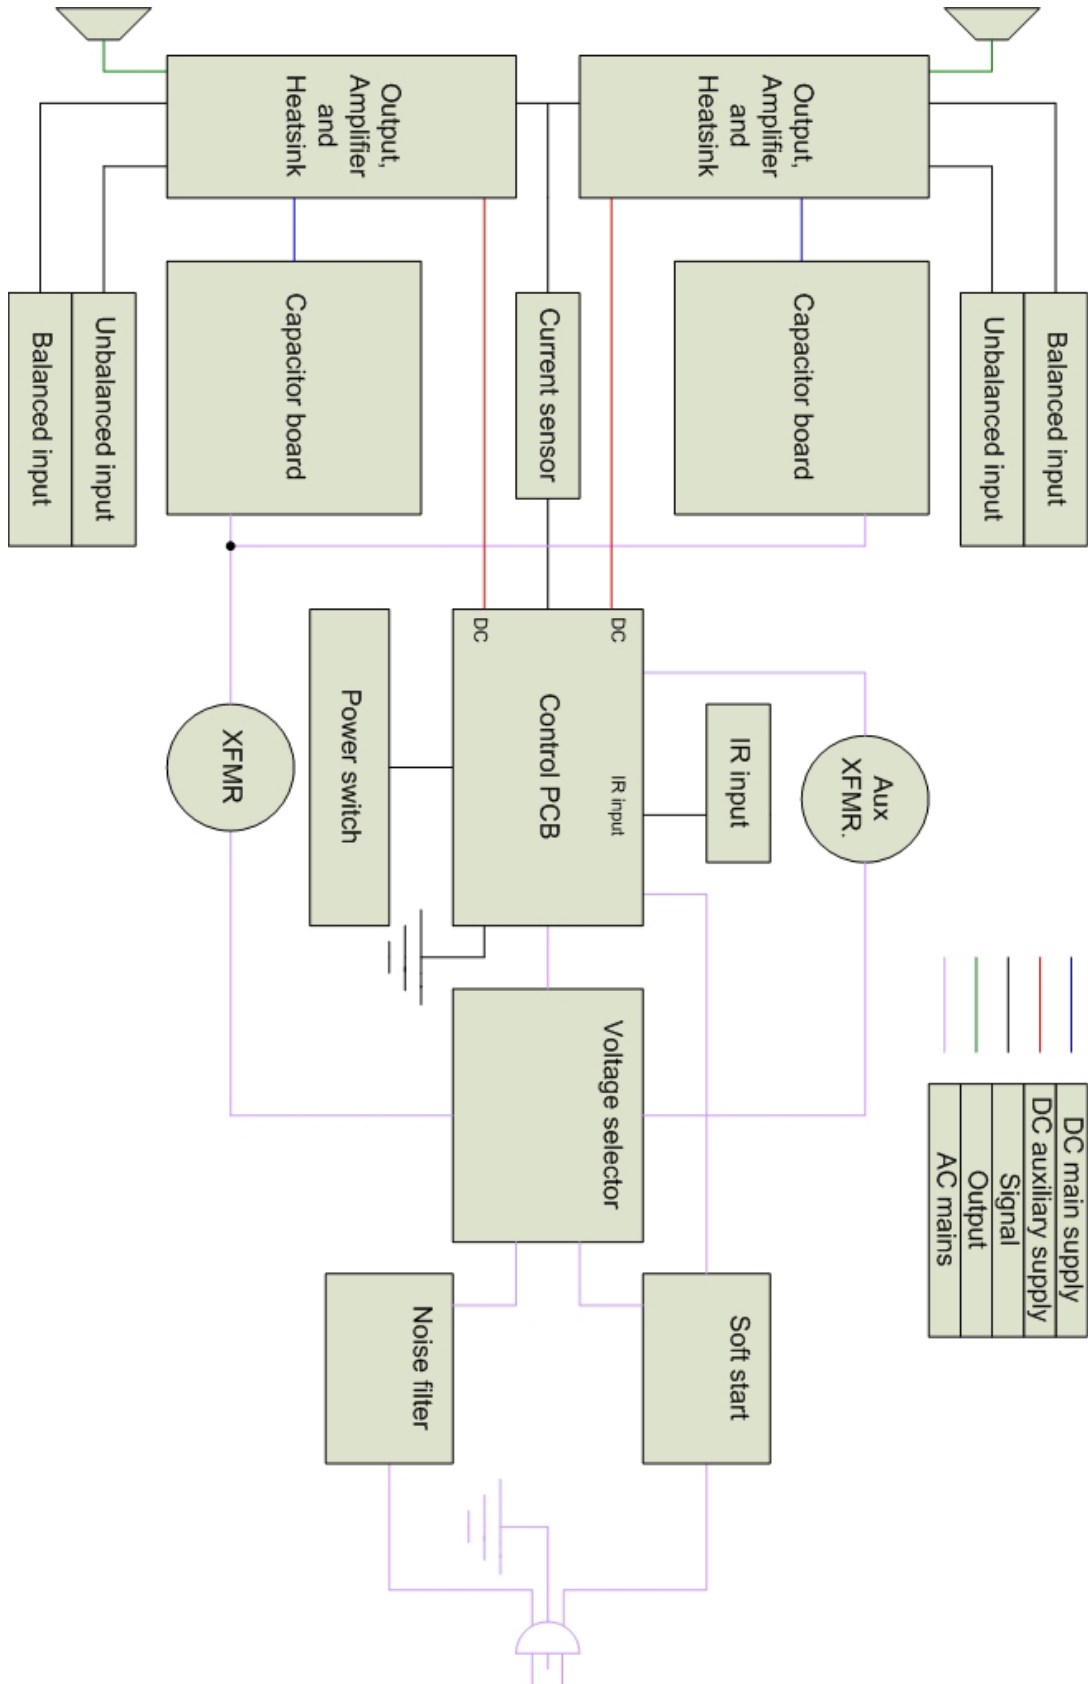 Output,
Amplifier
and
Heatsink
Output,
Amplifier
and
Heatsink
Balanced input
Unbalanced input
Capacitor board
Current sensor
Capacitor board
Unbalanced input
Balanced input
DC
DC
Control PCB
IR input
IR input
Aux
XFMR.
Power switch
XFMR
Voltage selector
DC main supply
DC auxiliary supply
Signal
Output
AC mains
Soft start
Noise filter